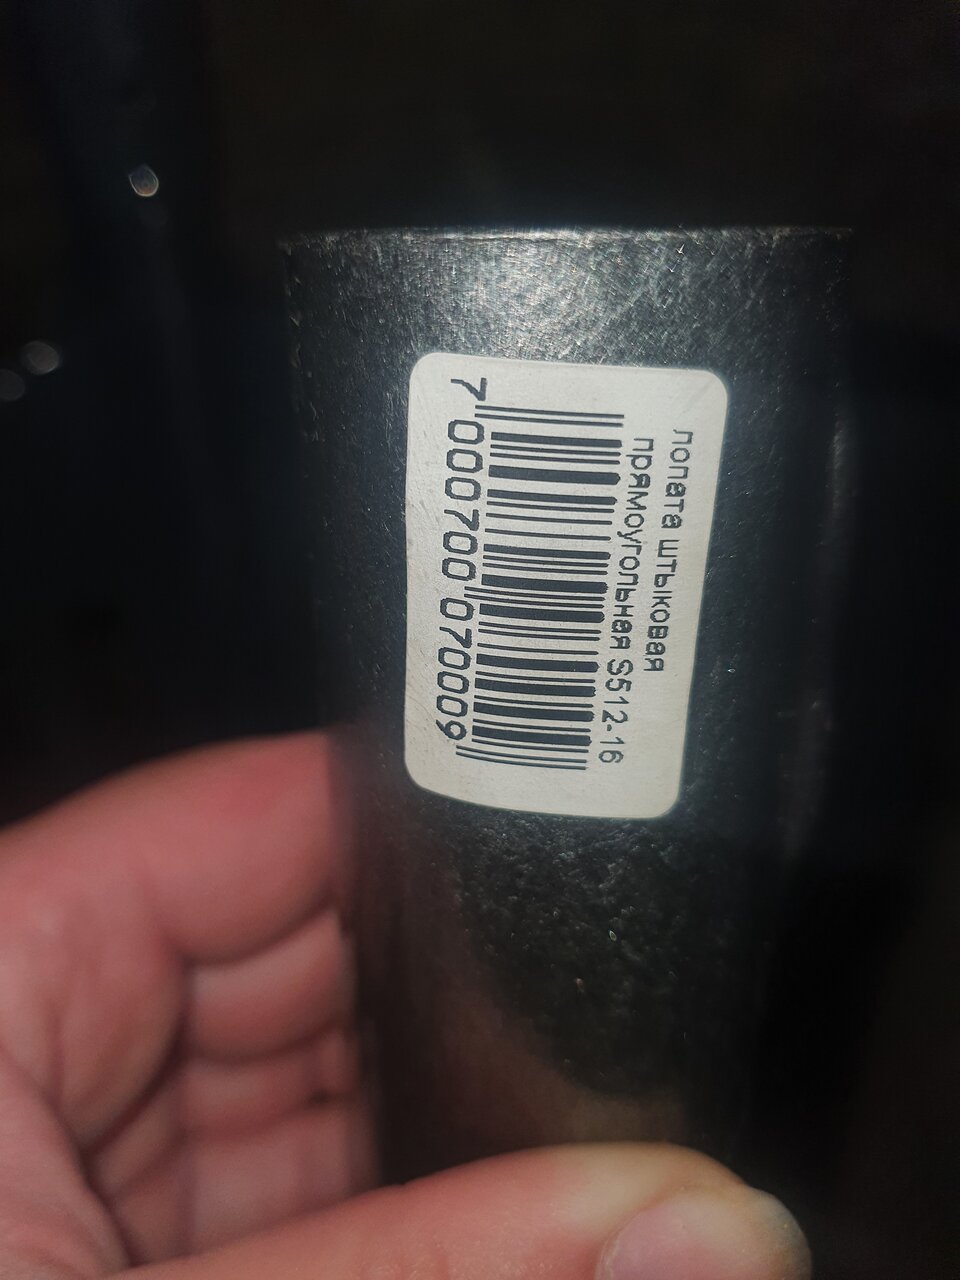 лопата штыковая
прямоугольная S512-16
7 000700 070009